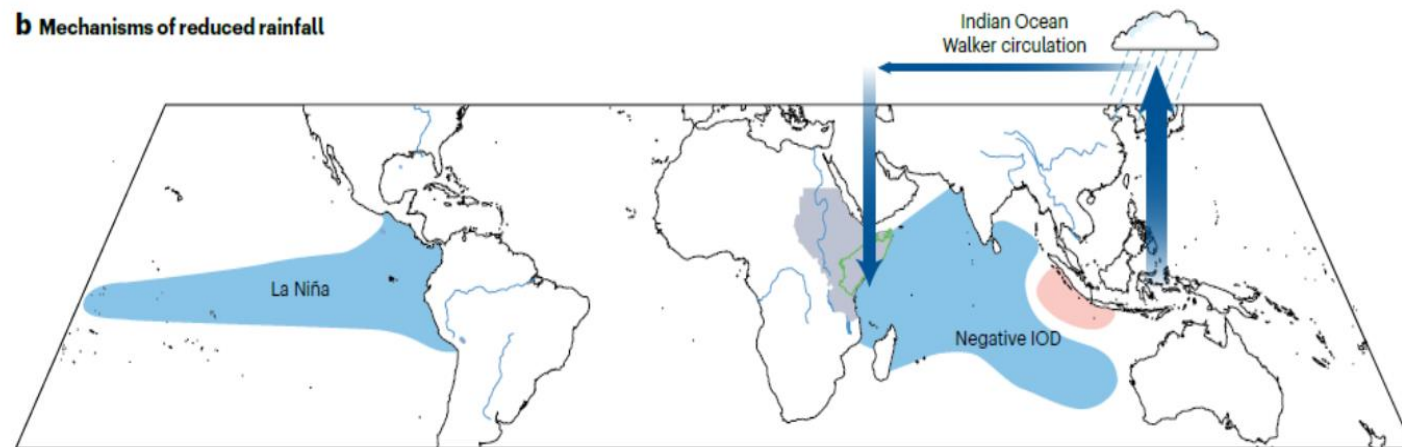 b Mechanisms of reduced rainfall
Indian Ocean
Walker circulation
La Niña
Negative IOD